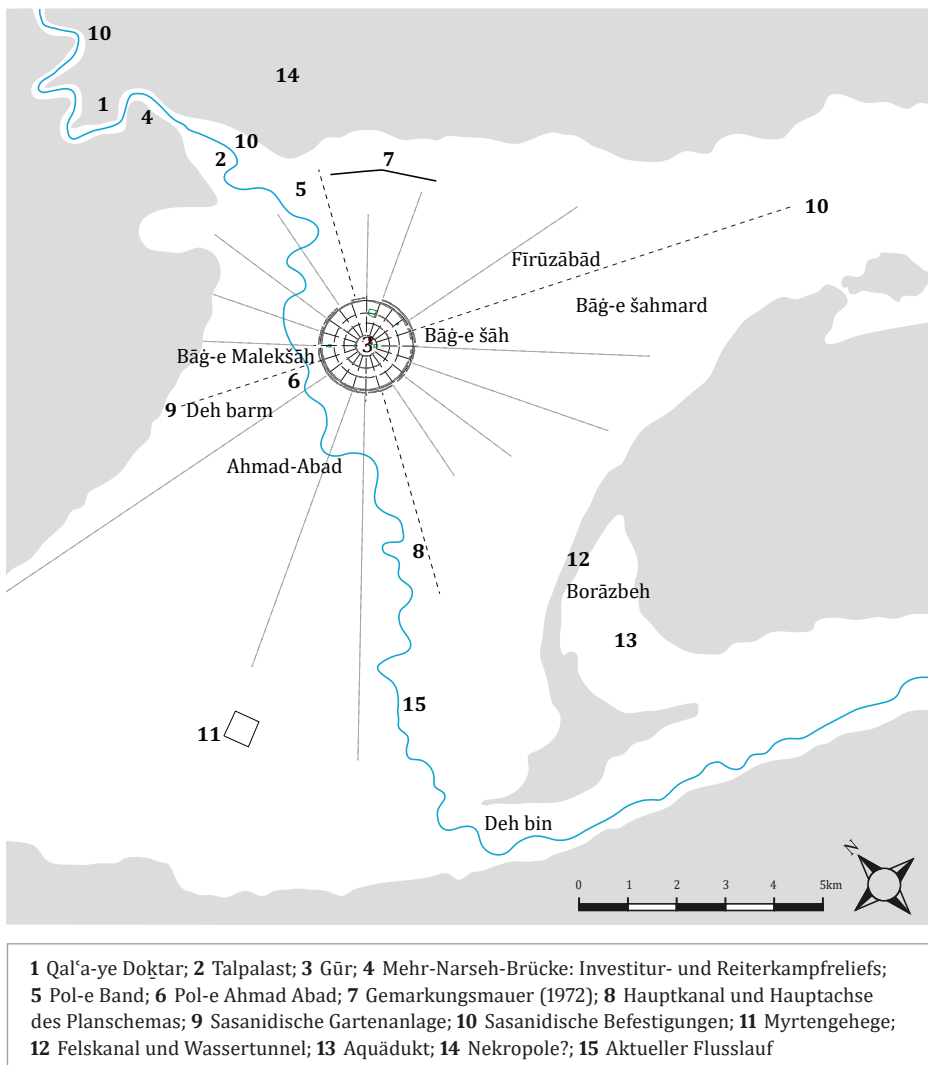 10
14
1
4
10
2
7
5
10
Fīrūzābād
Bāġ-e šahmard
Bāġ-e šāh
3
Bāġ-e Malekšāh
6
9 Deh barm
Ahmad-Abad
8
12
Borāzbeh
13
15
11
Deh bin
N
0 1 2 3 4 5km
1 Qalʿa-ye Doḵtar; 2 Talpalast; 3 Gūr; 4 Mehr-Narseh-Brücke: Investitur- und Reiterkampfreliefs;
5 Pol-e Band; 6 Pol-e Ahmad Abad; 7 Gemarkungsmauer (1972); 8 Hauptkanal und Hauptachse
des Planschemas; 9 Sasanidische Gartenanlage; 10 Sasanidische Befestigungen; 11 Myrtengehege;
12 Felskanal und Wassertunnel; 13 Aquädukt; 14 Nekropole?; 15 Aktueller Flusslauf